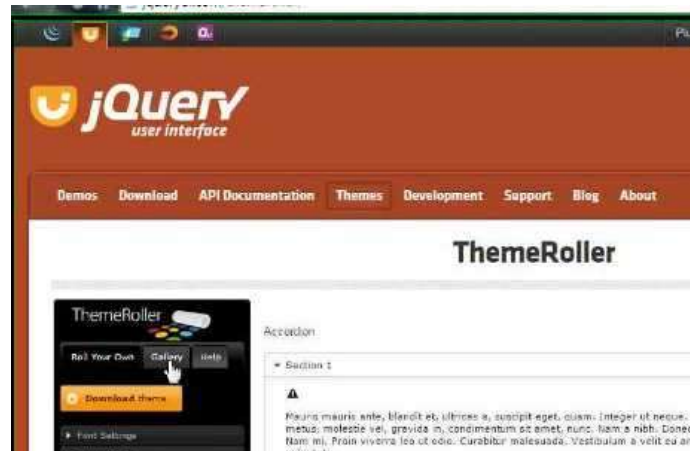 jQuery
user interface
Demos Download API Documentation Themes Development Support Blog About
ThemeRoller
ThemeRoller
Roll Your Own Gallery Help
Download theme
Font Settings
Accordion
Section 1
Mauris mauris ante, blandit et, ultrices a, suscipit eget, quam. Integer ut neque.
metus, molestie vel, gravida in, condimentum sit amet, nunc. Nam a nibh. Donec
Nam mi. Proin viverra leo ut odio. Curabitur malesuada. Vestibulum a velit eu